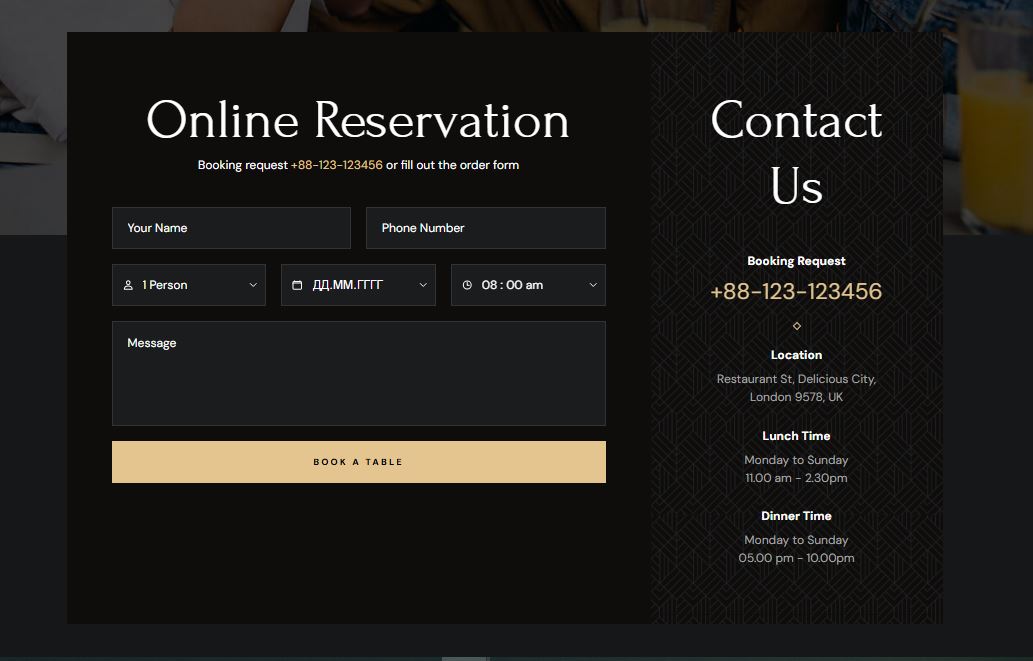 Online Reservation
Booking request +88-123-123456 or fill out the order form
Your Name
Phone Number
1 Person
ДД.ММ.ГГГГ
08 : 00 am
Message
BOOK A TABLE
Contact
Us
Booking Request
+88-123-123456
Location
Restaurant St, Delicious City,
London 9578, UK
Lunch Time
Monday to Sunday
11.00 am - 2.30pm
Dinner Time
Monday to Sunday
05.00 pm - 10.00pm